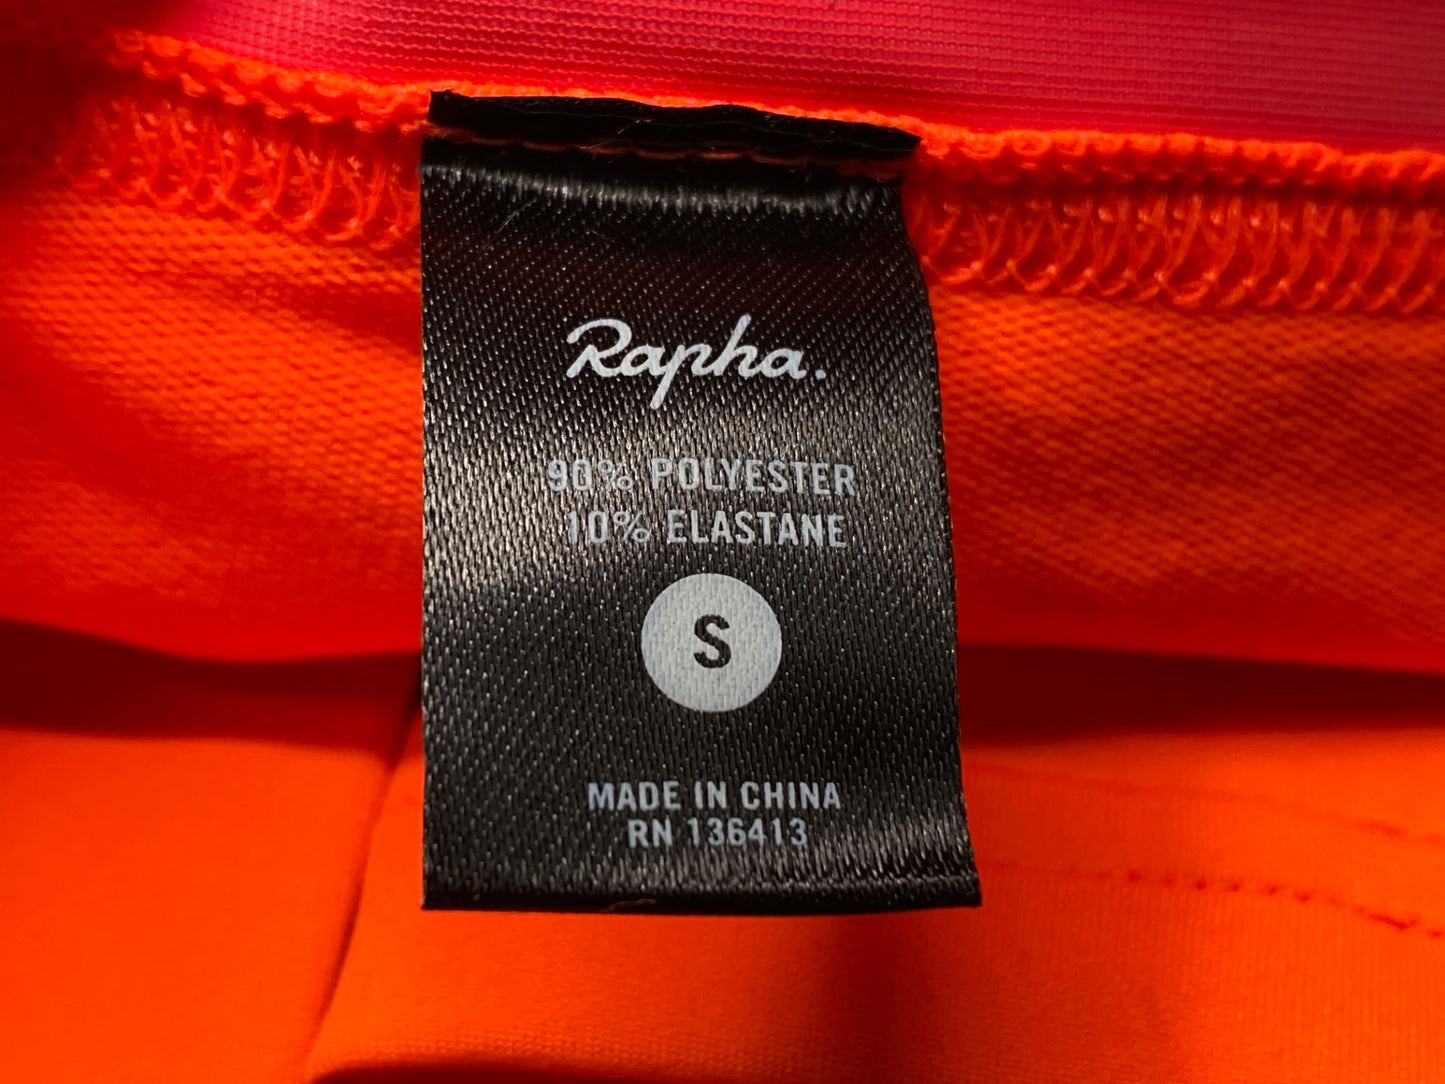 Rapha.
90% POLYESTER
10% ELASTANE
S
MADE IN CHINA
RN 136413